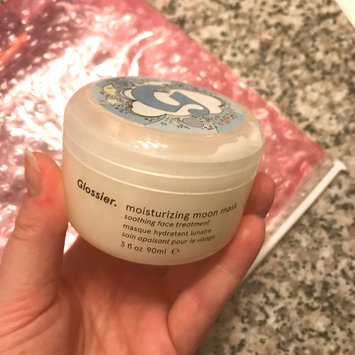 Glossier. moisturizing moon mask
soothing face treatment
masque hydratant lunaire
soin apaisant pour le visage
3 fl oz 90ml ℮
G